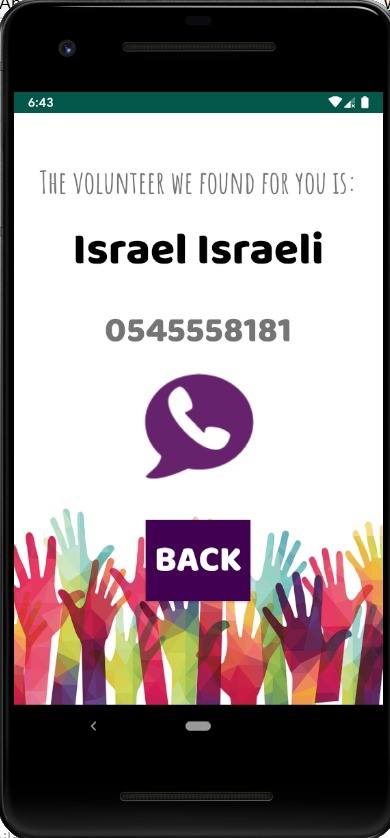 6:43
The volunteer we found for you is:
Israel Israeli
0545558181
BACK